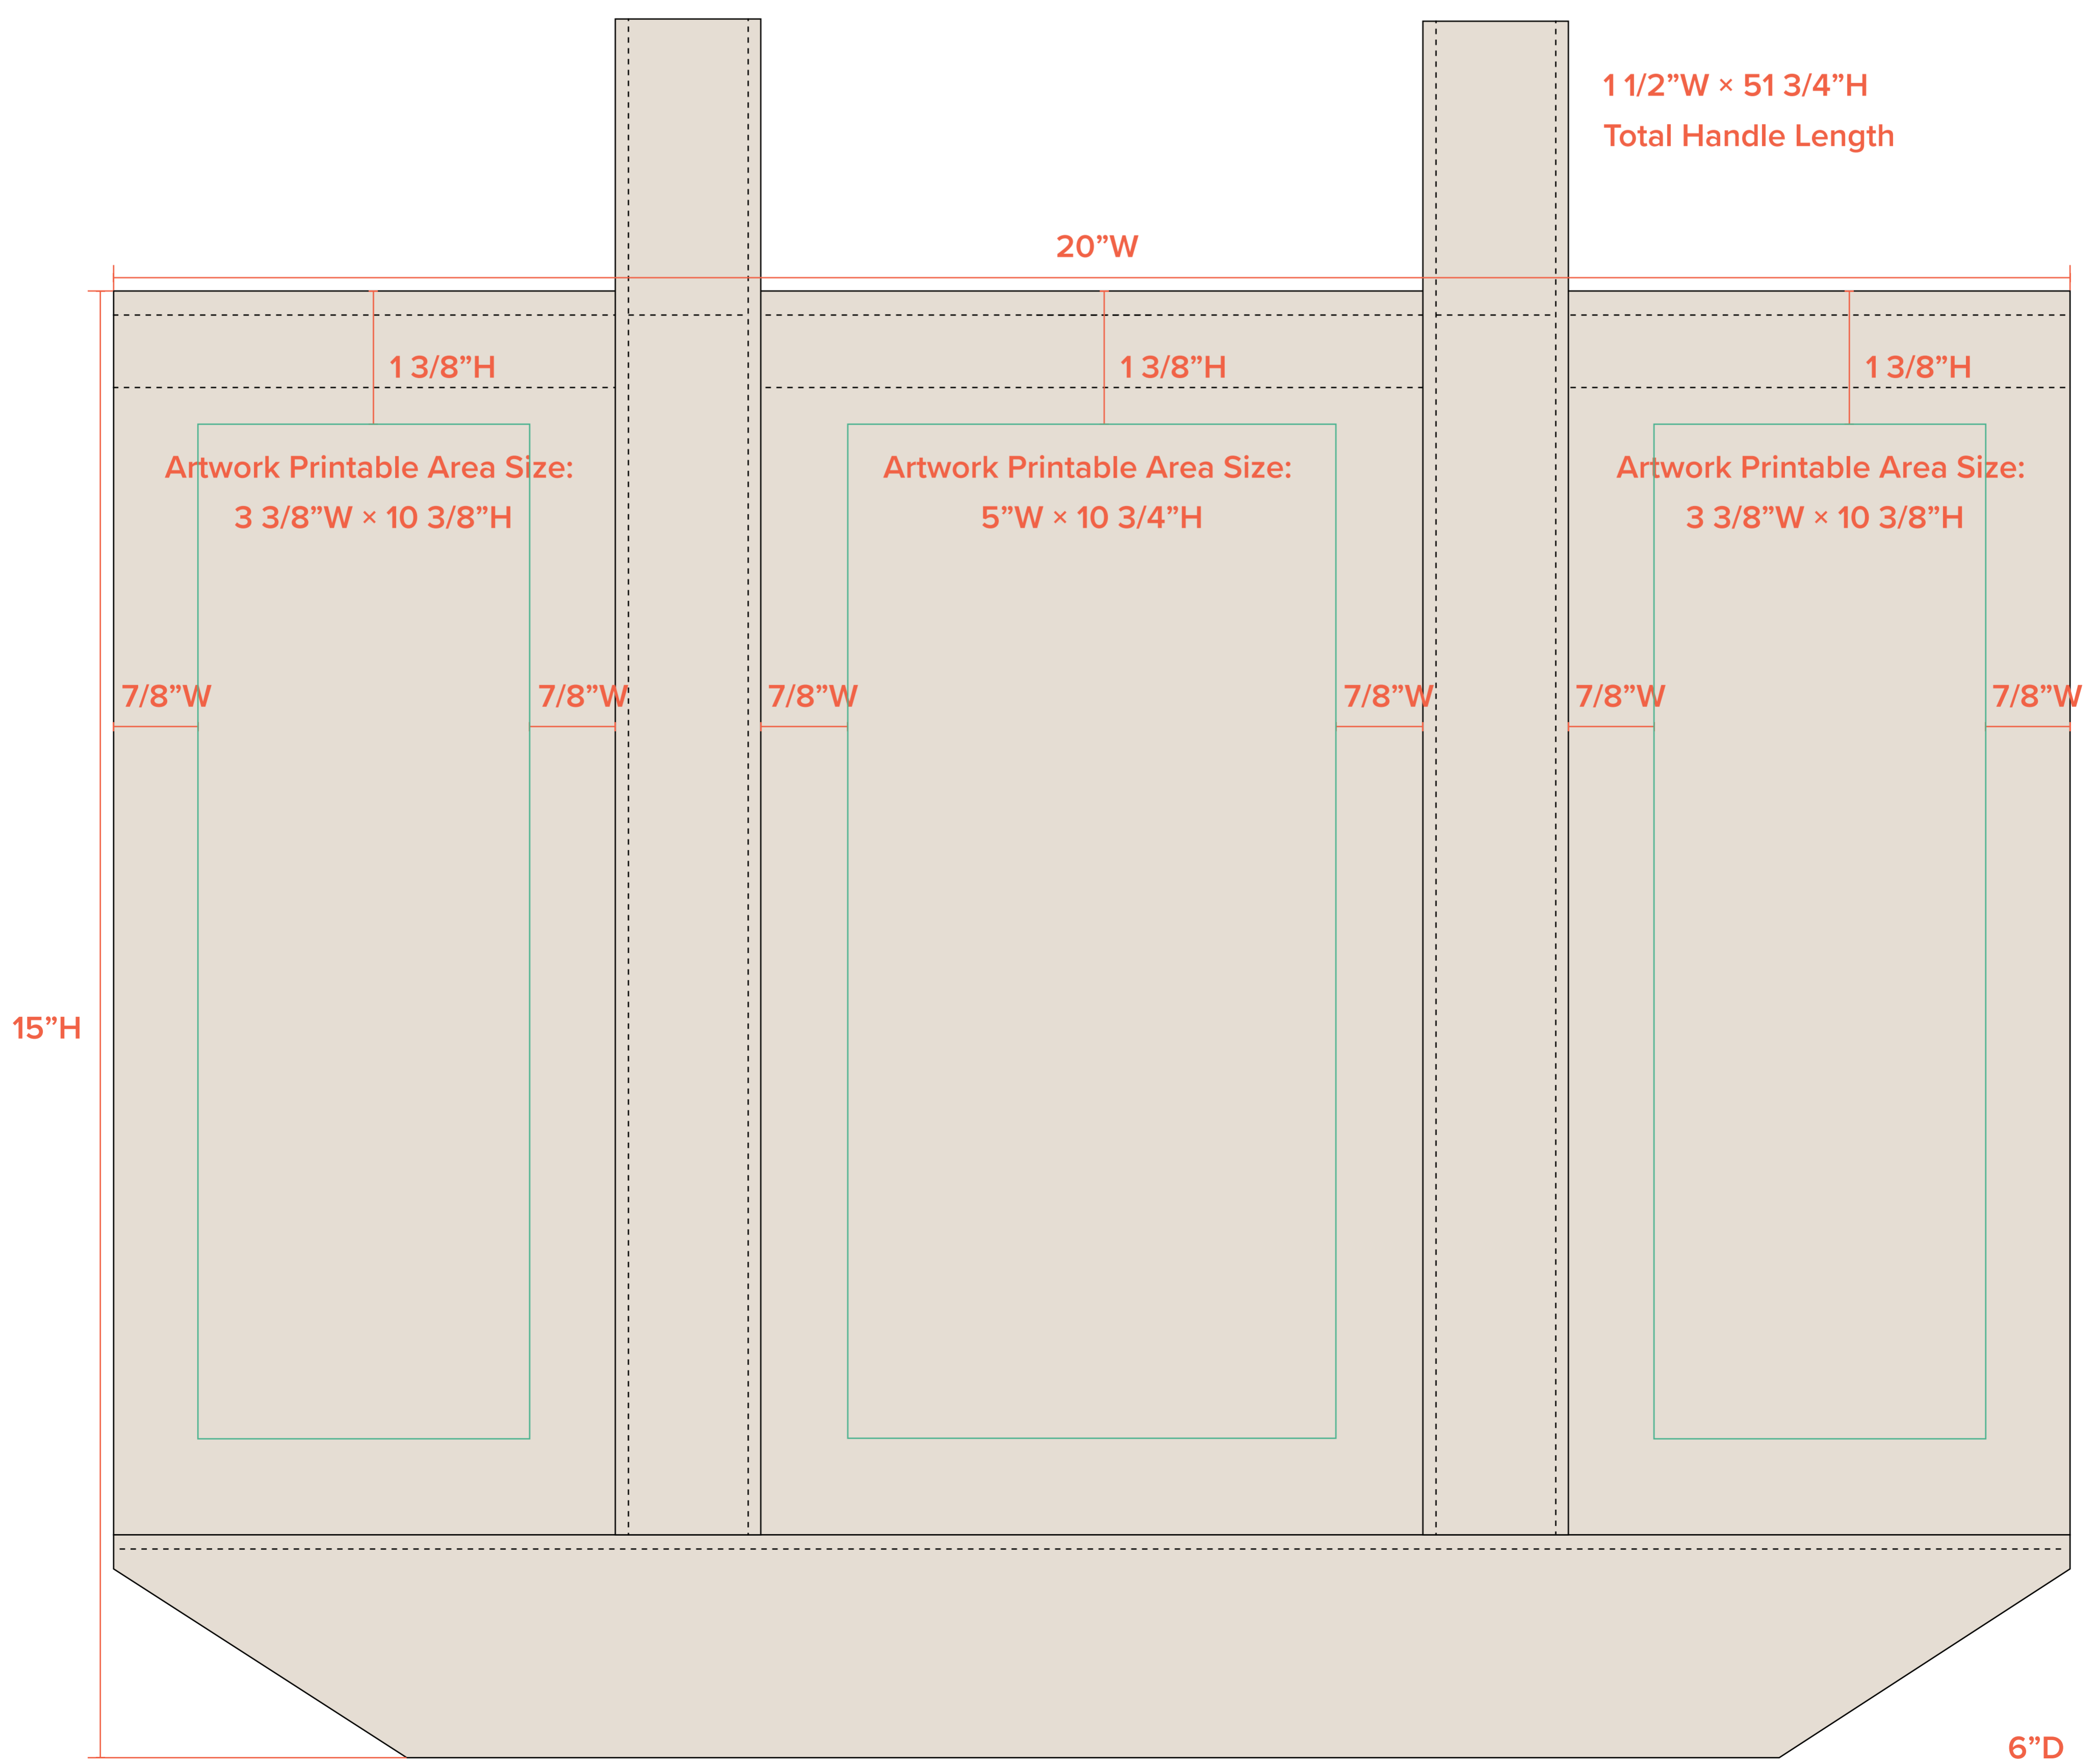 1 1/2”W × 51 3/4”H
Total Handle Length
20”W
1 3/8”H
1 3/8”H
1 3/8”H
Artwork Printable Area Size:
3 3/8”W × 10 3/8”H
Artwork Printable Area Size:
5”W × 10 3/4”H
Artwork Printable Area Size:
3 3/8”W × 10 3/8”H
7/8”W
7/8”W
7/8”W
7/8”W
7/8”W
7/8”W
15”H
6”D